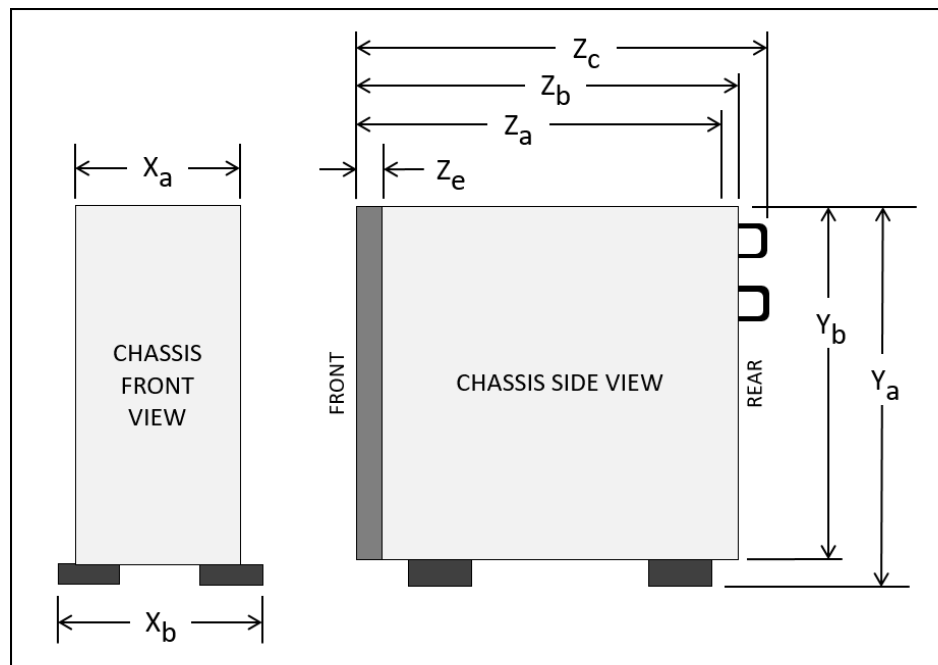 Z_c
Z_b
Z_a
X_a
Z_e
CHASSIS
FRONT
VIEW
FRONT
CHASSIS SIDE VIEW
REAR
Y_b
Y_a
X_b